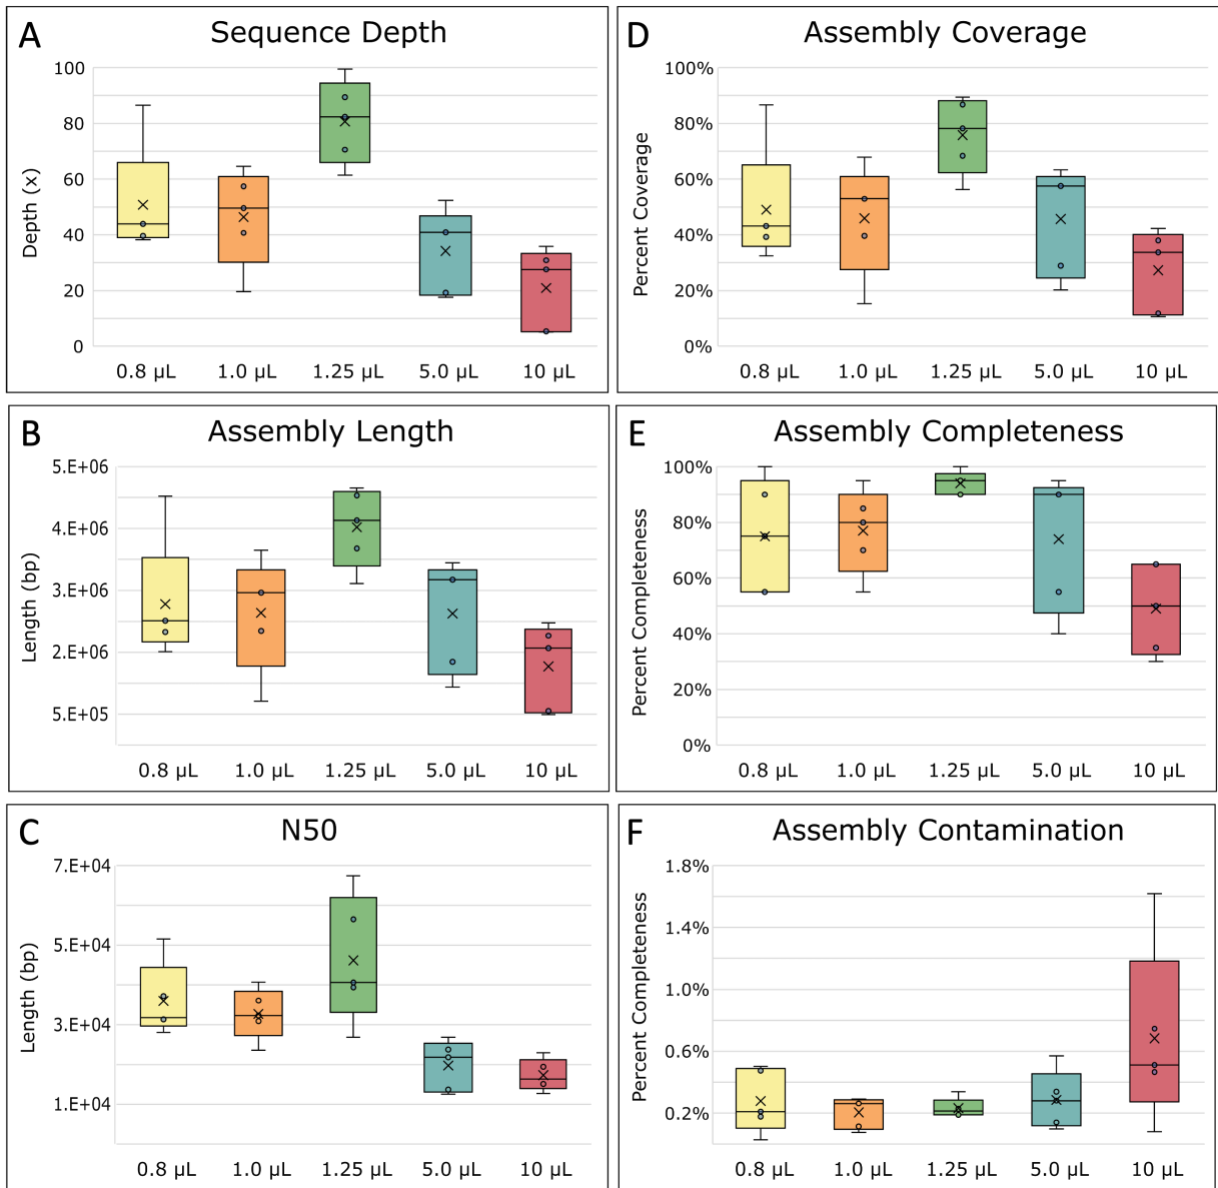 A Sequence Depth
Depth (x)
100
80
60
40
20
0
0.8 µL 1.0 µL 1.25 µL 5.0 µL 10 µL
D Assembly Coverage
Percent Coverage
100%
80%
60%
40%
20%
0%
0.8 µL 1.0 µL 1.25 µL 5.0 µL 10 µL
B Assembly Length
Length (bp)
5.E+06
4.E+06
3.E+06
2.E+06
5.E+05
0.8 µL 1.0 µL 1.25 µL 5.0 µL 10 µL
E Assembly Completeness
Percent Completeness
100%
80%
60%
40%
20%
0%
0.8 µL 1.0 µL 1.25 µL 5.0 µL 10 µL
C N50
Length (bp)
7.E+04
5.E+04
3.E+04
1.E+04
0.8 µL 1.0 µL 1.25 µL 5.0 µL 10 µL
F Assembly Contamination
Percent Completeness
1.8%
1.4%
1.0%
0.6%
0.2%
0.8 µL 1.0 µL 1.25 µL 5.0 µL 10 µL